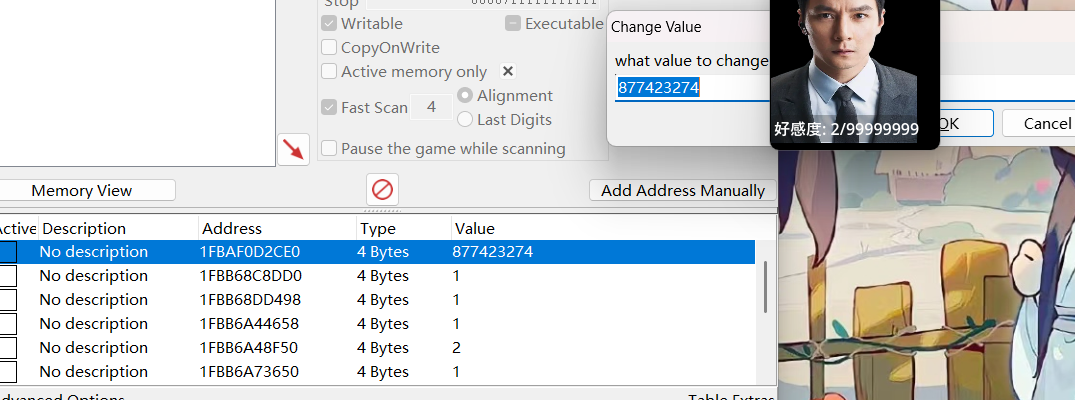 Stop
Writable
Executable
CopyOnWrite
Active memory only
Fast Scan 4
Alignment
Last Digits
Pause the game while scanning
Change Value
what value to change
877423274
OK
Cancel
好感度: 2/99999999
Memory View
Add Address Manually
Active Description Address Type Value
No description 1FBAF0D2CE0 4 Bytes 877423274
No description 1FBB68C8DD0 4 Bytes 1
No description 1FBB68DD498 4 Bytes 1
No description 1FBB6A44658 4 Bytes 1
No description 1FBB6A48F50 4 Bytes 2
No description 1FBB6A73650 4 Bytes 1
Advanced Options
Table Extras